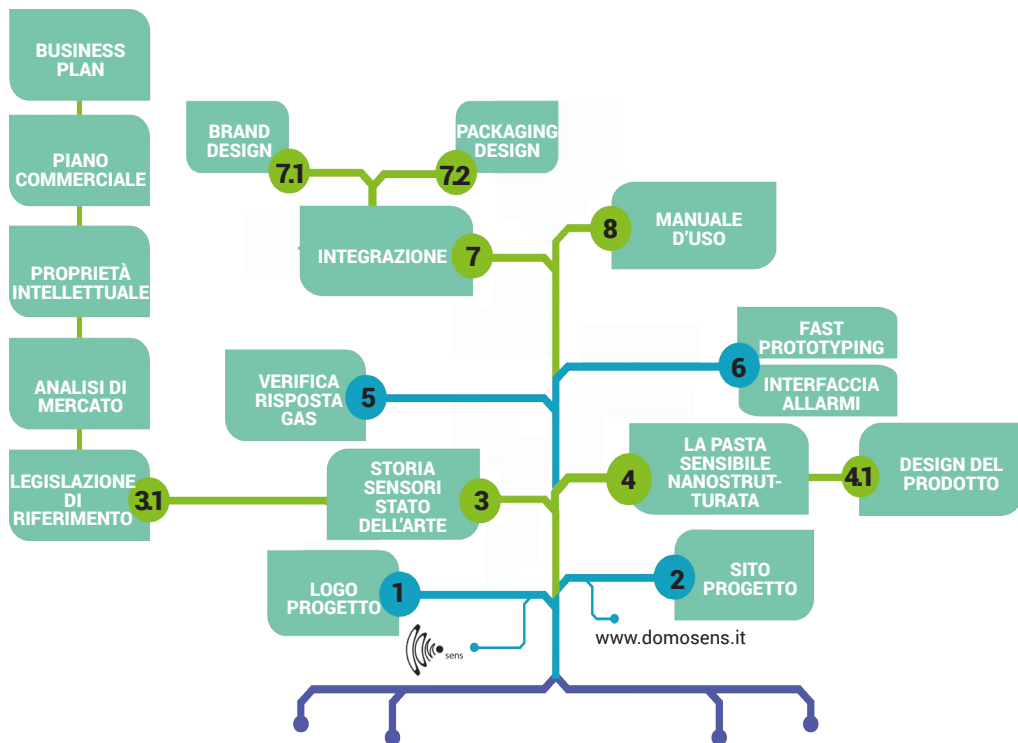 BUSINESS
PLAN
PIANO
COMMERCIALE
PROPRIETÀ
INTELLETTUALE
ANALISI DI
MERCATO
LEGISLAZIONE
DI
RIFERIMENTO
3.1
BRAND
DESIGN
7.1
PACKAGING
DESIGN
7.2
INTEGRAZIONE
7
8
MANUALE
D'USO
VERIFICA
RISPOSTA
GAS
5
6
FAST
PROTOTYPING
INTERFACCIA
ALLARMI
STORIA
SENSORI
STATO
DELL'ARTE
3
4
LA PASTA
SENSIBILE
NANOSTRUT-
TURATA
4.1
DESIGN DEL
PRODOTTO
LOGO
PROGETTO
1
2
SITO
PROGETTO
sens
www.domosens.it